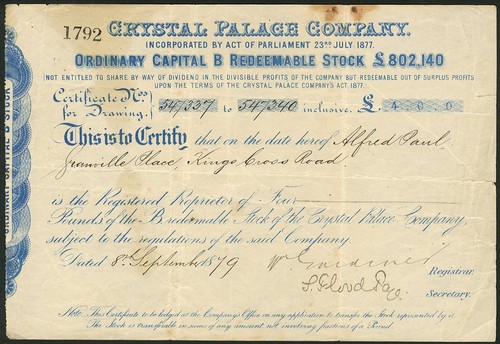 1792
CRYSTAL PALACE COMPANY.
INCORPORATED BY ACT OF PARLIAMENT 23RD JULY 1877.
ORDINARY CAPITAL B REDEEMABLE STOCK £802,140
NOT ENTITLED TO SHARE BY WAY OF DIVIDEND IN THE DIVISIBLE PROFITS OF THE COMPANY BUT REDEEMABLE OUT OF SURPLUS PROFITS
UPON THE TERMS OF THE CRYSTAL PALACE COMPANY'S ACT, 1877.
Certificate Nos for Drawing.} 547337 to 547340 inclusive. £ 4 0 0
This is to Certify that on the date hereof Alfred Paul
Granville Place, Kings Cross Road
is the Registered Proprietor of Four
Pounds of the B redeemable Stock of the Crystal Palace Company,
subject to the regulations of the said Company.
Dated 8th September 1879
W Gardiner
Registrar.
S. Flood Page
Secretary.
Note. This Certificate to be lodged at the Company's Office on any application to transfer the Stock represented by it.
The Stock is transferable in sums of any amount not involving fractions of a Pound.
ORDINARY CAPITAL B STOCK